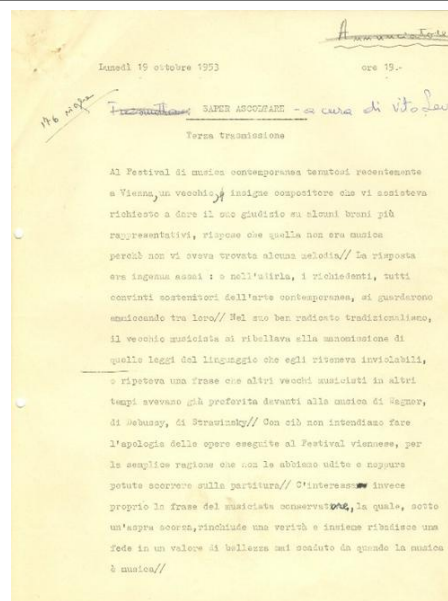 Annunciatore
Lunedì 19 ottobre 1953 ore 19.-
176 righe
Trasmettiamo SAPER ASCOLTARE - a cura di Vito Levi
Terza trasmissione
Al Festival di musica contemporanea tenutosi recentemente
a Vienna, un vecchio, insigne compositore che vi assisteva
richiesto a dare il suo giudizio su alcuni brani più
rappresentativi, rispose che quella non era musica
perchè non vi aveva trovata alcuna melodia// La risposta
era ingenua assai : e nell'udirla, i richiedenti, tutti
convinti sostenitori dell'arte contemporanea, si guardarono
ammiccando tra loro// Nel suo ben radicato tradizionalismo,
il vecchio musicista si ribellava alla manomissione di
quelle leggi del linguaggio che egli riteneva inviolabili,
e ripeteva una frase che altri vecchi musicisti in altri
tempi avevano già proferita davanti alla musica di Wagner,
di Debussy, di Strawinsky// Con ciò non intendiamo fare
l'apologia delle opere eseguite al Festival viennese, per
la semplice ragione che non le abbiamo udite e neppure
potute scorrere sulla partitura// C'interessa invece
proprio la frase del musicista conservatore, la quale, sotto
un'aspra scorza, rinchiude una verità e insieme ribadisce una
fede in un valore di bellezza mai scaduto da quando la musica
è musica//